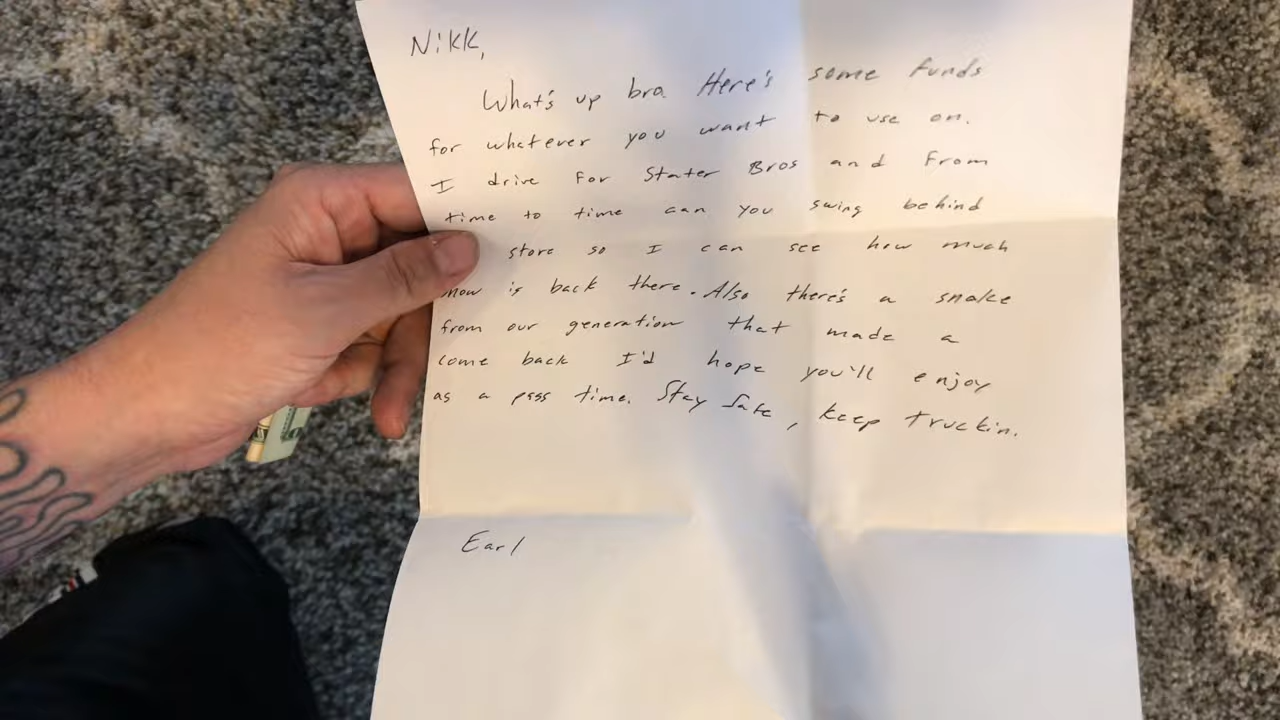 Nikk,
What's up bro. Here's some funds
for whatever you want to use on.
I drive for Stater Bros and from
time to time can you swing behind
store so I can see how much
is back there. Also there's a snake
from our generation that made a
come back I'd hope you'll enjoy
as a pass time. Stay safe, keep truckin.
Earl